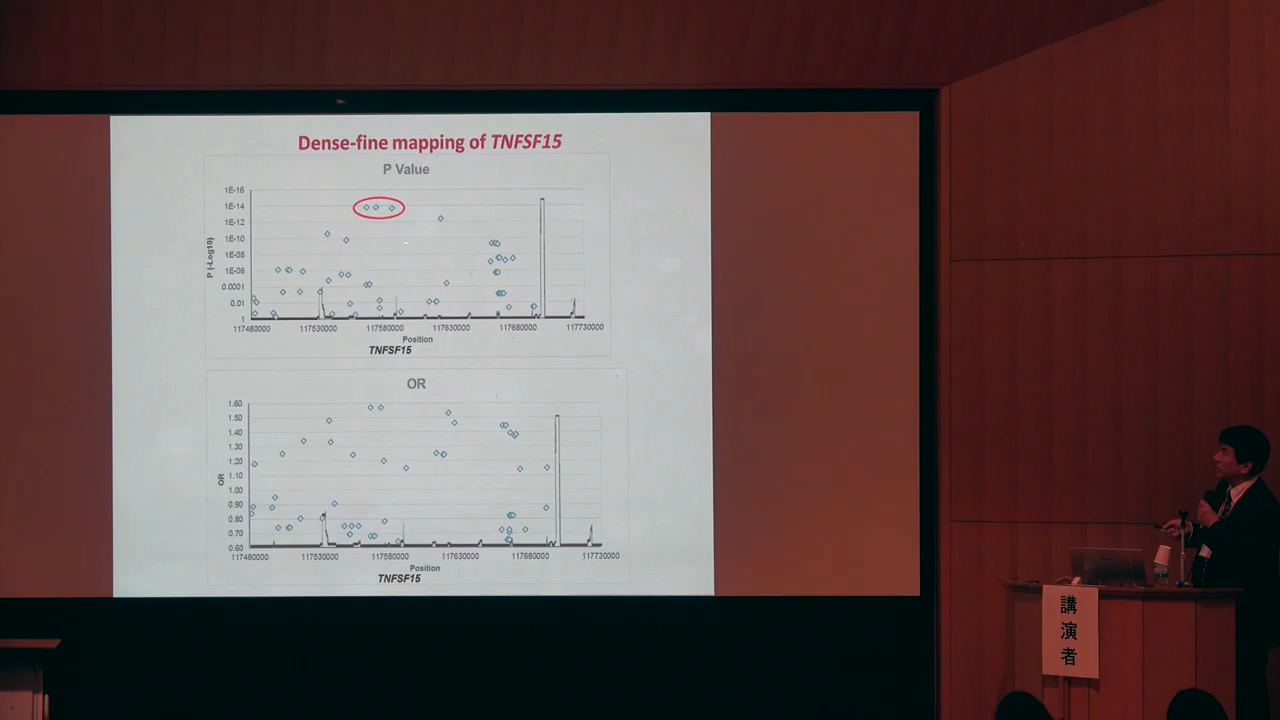 Dense-fine mapping of TNFSF15
P Value
1E-16
1E-14
1E-12
1E-10
1E-08
1E-06
0.0001
0.01
1
P (-Log10)
117480000 117530000 117580000 117630000 117680000 117730000
Position
TNFSF15
OR
1.60
1.50
1.40
1.30
1.20
1.10
1.00
0.90
0.80
0.70
0.60
OR
117480000 117530000 117580000 117630000 117680000 117730000
Position
TNFSF15
講演者